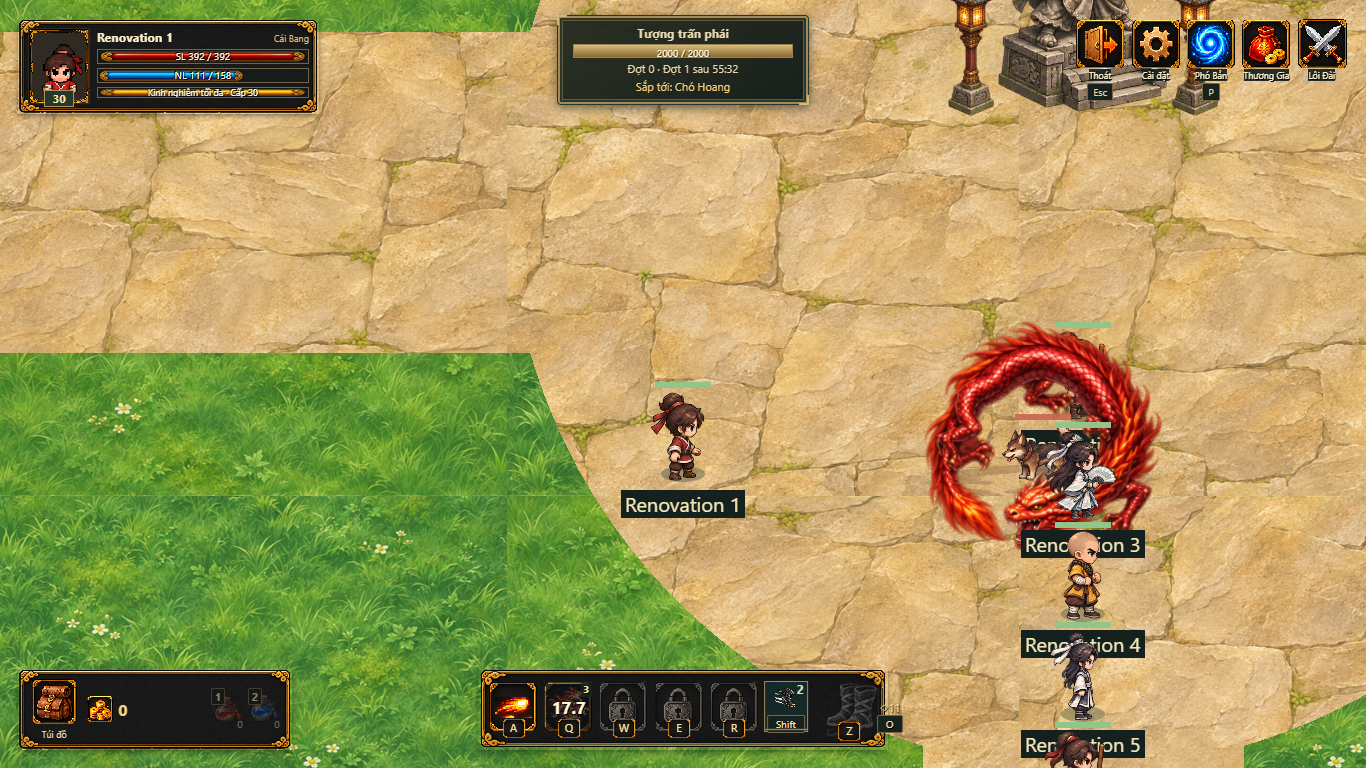 Renovation 1
Cái Bang
SL 392 / 392
NL 111 / 158
Kinh nghiệm tối đa - Cấp 30
30
Tượng trấn phái
2000 / 2000
Đợt 0 · Đợt 1 sau 55:32
Sắp tới: Chó Hoang
Thoát
Cài đặt
Phó Bản
Thương Gia
Lôi Đài
Esc
P
Renovation 1
Renovation 3
Renovation 4
Renovation 5
Túi đồ
0
1
0
2
0
A
3
17.7
Q
W
E
R
2
Shift
Z
O